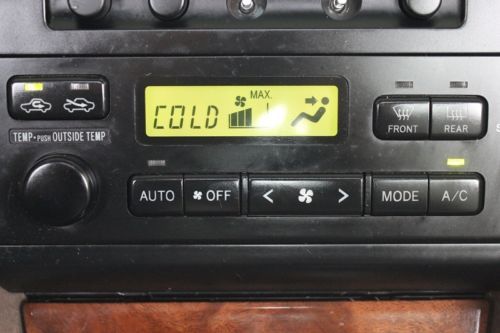 MAX.
COLD
FRONT
REAR
TEMP•PUSH OUTSIDE TEMP
AUTO
OFF
< >
MODE
A/C